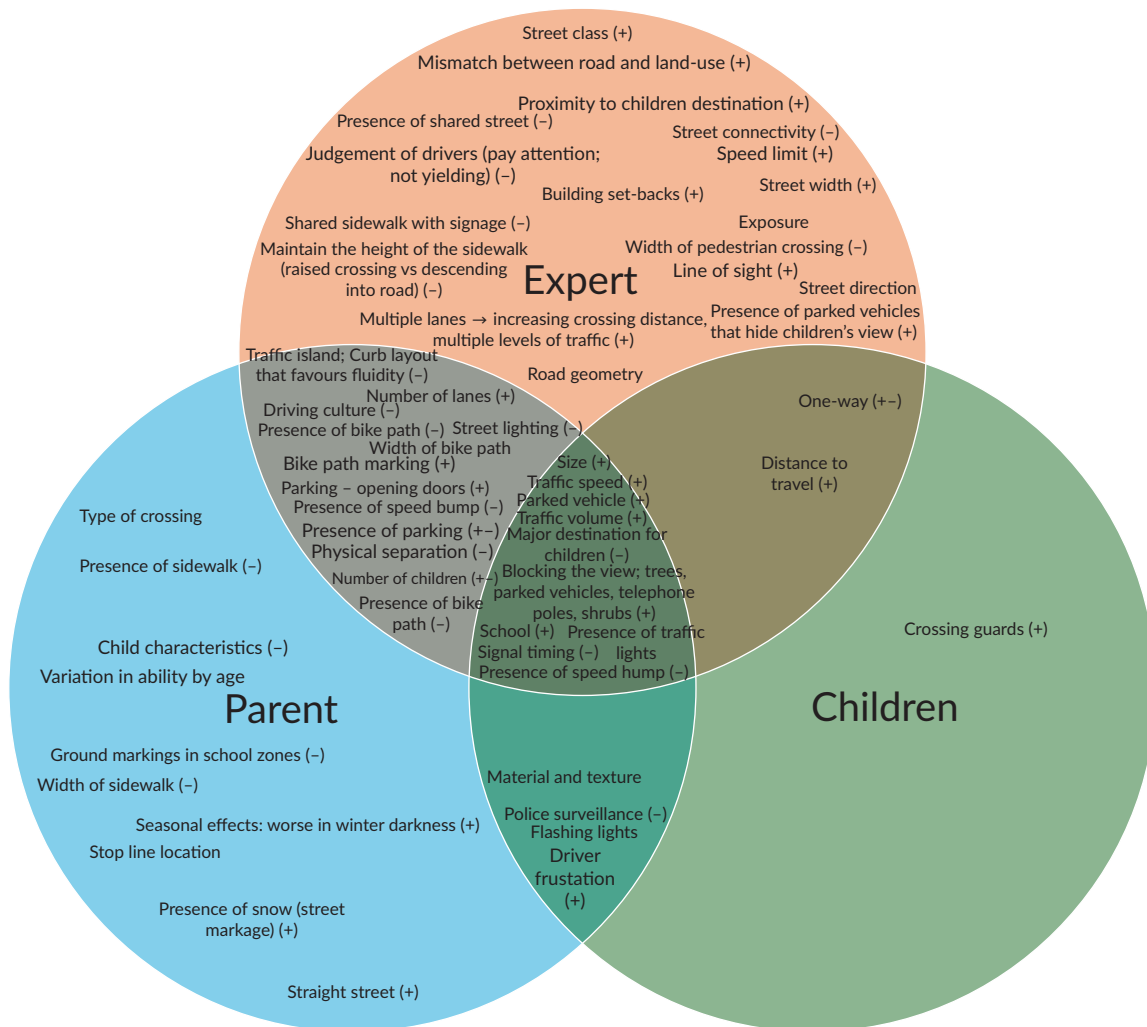 Street class (+)
Mismatch between road and land-use (+)
Proximity to children destination (+)
Presence of shared street (–)
Street connectivity (–)
Judgement of drivers (pay attention;
not yielding) (–)
Speed limit (+)
Building set-backs (+)
Street width (+)
Shared sidewalk with signage (–)
Exposure
Maintain the height of the sidewalk
(raised crossing vs descending
into road) (–)
Width of pedestrian crossing (–)
Line of sight (+)
Expert
Street direction
Multiple lanes → increasing crossing distance,
multiple levels of traffic (+)
Presence of parked vehicles
that hide children's view (+)
Road geometry
Traffic island; Curb layout
that favours fluidity (–)
Number of lanes (+)
Driving culture (–)
Presence of bike path (–)
Street lighting (–)
Width of bike path
Bike path marking (+)
Parking – opening doors (+)
Presence of speed bump (–)
Presence of parking (+–)
Physical separation (–)
Number of children (+–)
Presence of bike
path (–)
One-way (+–)
Distance to
travel (+)
Size (+)
Traffic speed (+)
Parked vehicle (+)
Traffic volume (+)
Major destination for
children (–)
Blocking the view; trees,
parked vehicles, telephone
poles, shrubs (+)
School (+)
Presence of traffic
lights
Signal timing (–)
Presence of speed hump (–)
Type of crossing
Presence of sidewalk (–)
Child characteristics (–)
Variation in ability by age
Parent
Ground markings in school zones (–)
Width of sidewalk (–)
Seasonal effects: worse in winter darkness (+)
Stop line location
Presence of snow (street
markage) (+)
Straight street (+)
Material and texture
Police surveillance (–)
Flashing lights
Driver
frustation
(+)
Crossing guards (+)
Children